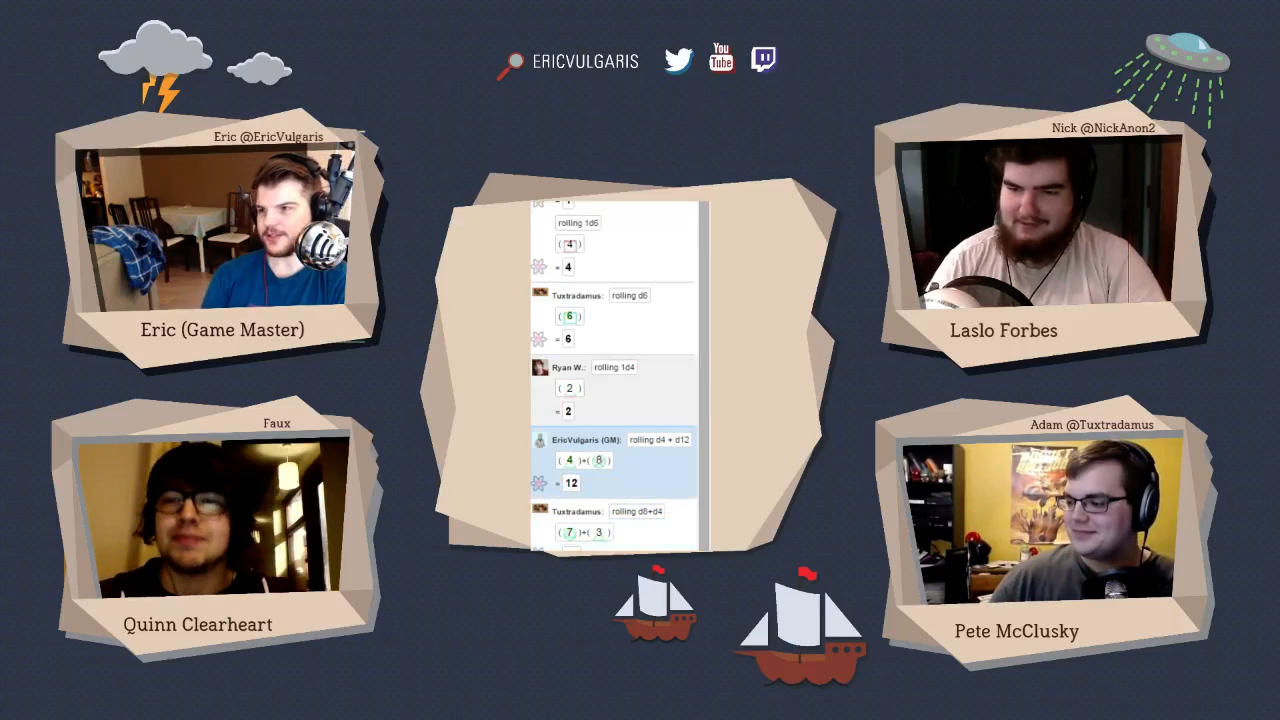 ERICVULGARIS
You
Tube
Eric @EricVulgaris
Eric (Game Master)
Nick @NickAnon2
Laslo Forbes
rolling 1d6
( 4 )
= 4
Tuxtradamus: rolling d6
( 6 )
= 6
Ryan W.: rolling 1d4
( 2 )
= 2
EricVulgaris (GM): rolling d4 + d12
( 4 )+( 8 )
= 12
Tuxtradamus: rolling d8+d4
( 7 )+( 3 )
Faux
Quinn Clearheart
Adam @Tuxtradamus
Pete McClusky